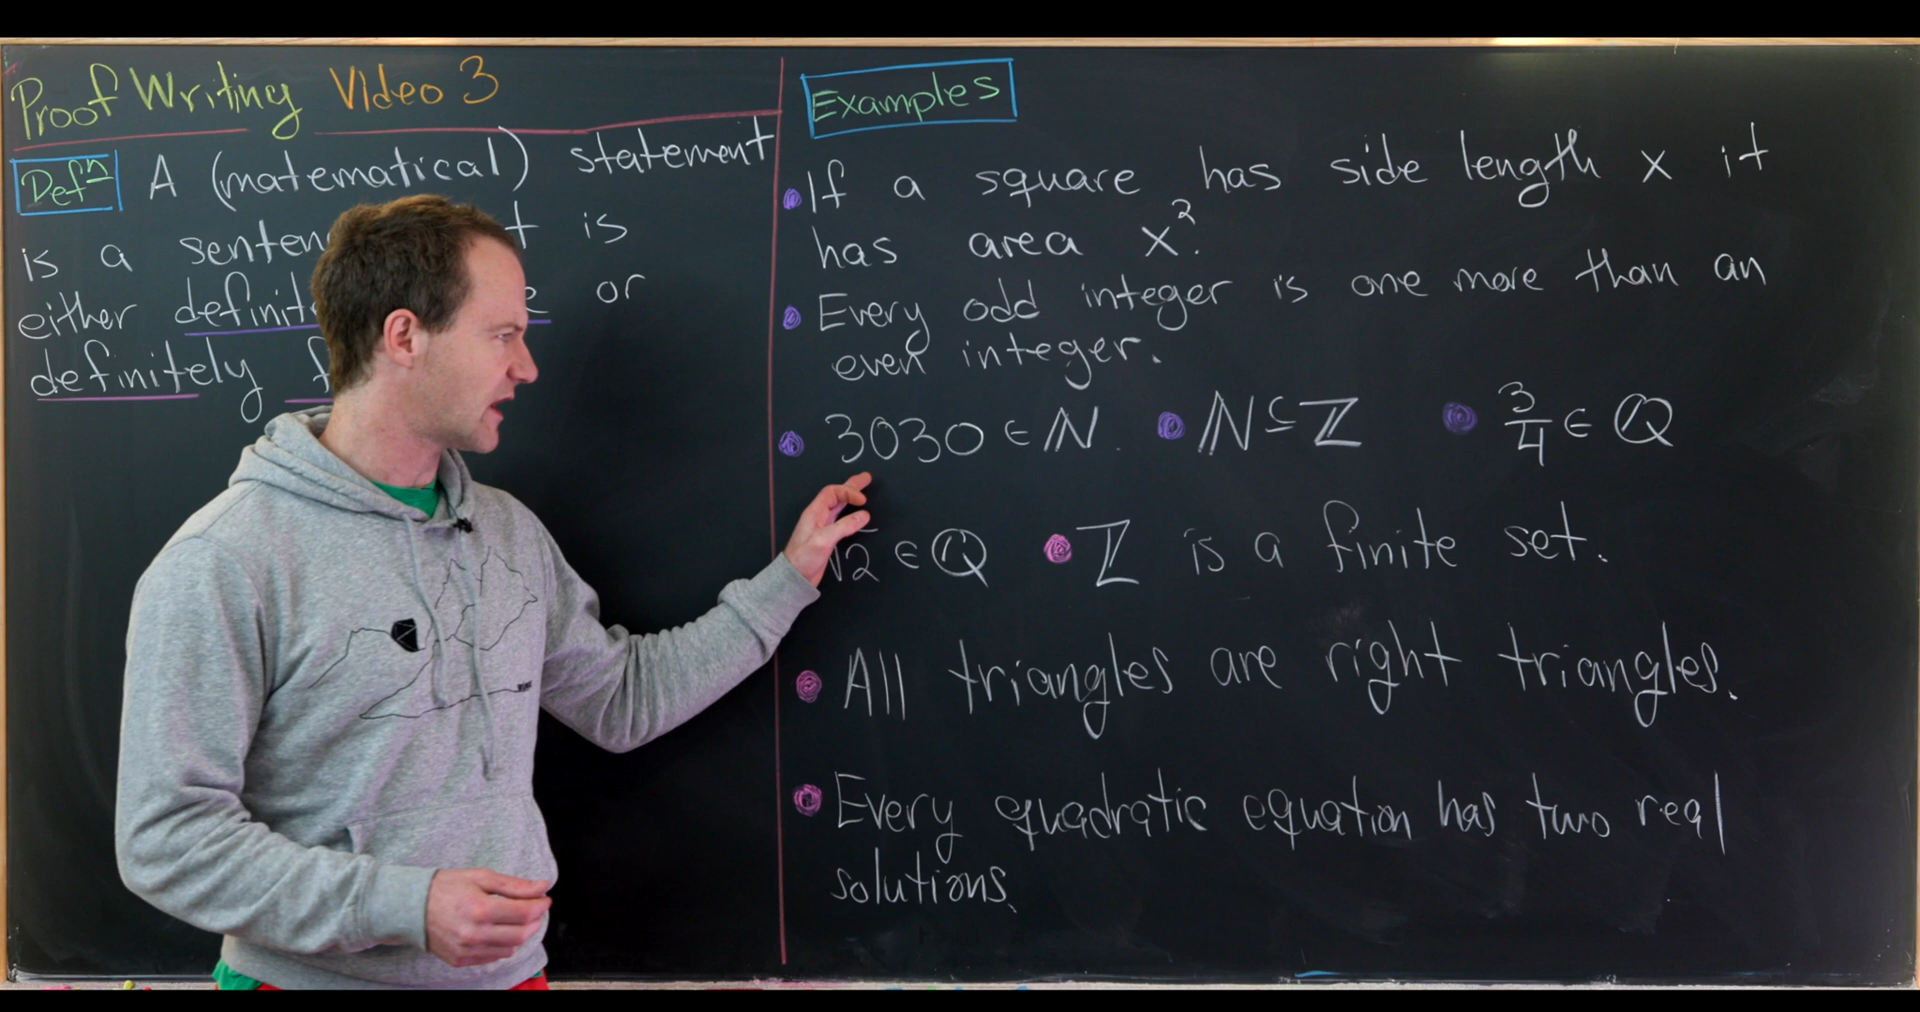 Proof Writing Video 3
Defn A (matematical) statement
is a is
either or
definitely
Examples
If a square has side length x it
has area x².
Every odd integer is one more than an
even integer.
3030 ∈ ℕ ℕ ⊆ ℤ 3/4 ∈ ℚ
√2 ∈ ℚ ℤ is a finite set.
All triangles are right triangles.
Every quadratic equation has two real
solutions.